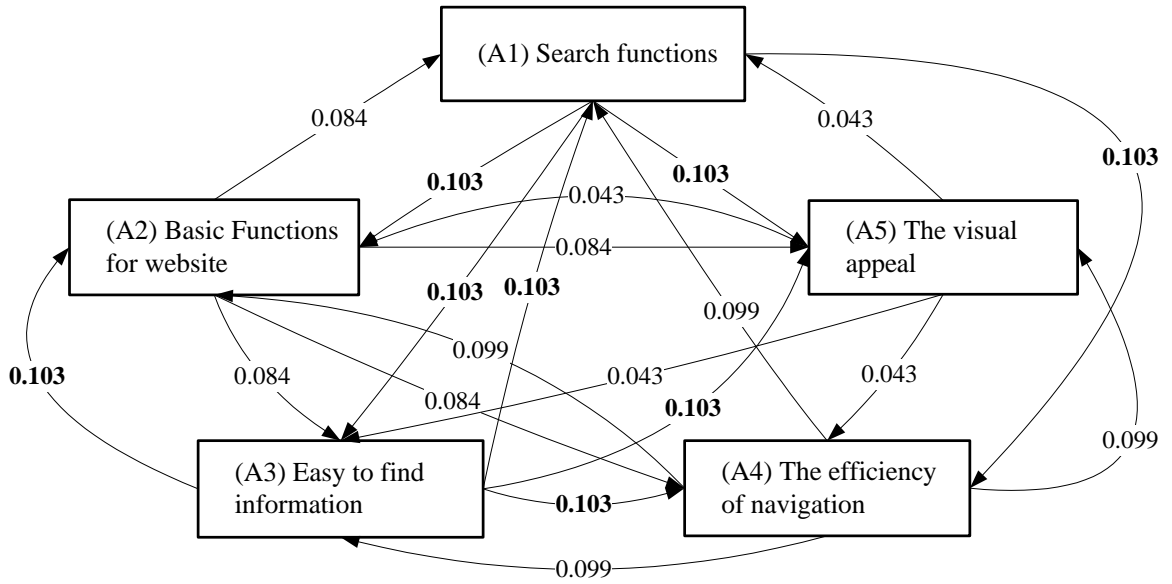 (A1) Search functions
0.084
0.043
0.103
0.103
0.103
0.043
(A2) Basic Functions
for website
0.084
(A5) The visual
appeal
0.103
0.103
0.099
0.099
0.103
0.084
0.043
0.043
0.084
0.103
0.099
(A3) Easy to find
information
(A4) The efficiency
of navigation
0.103
0.099